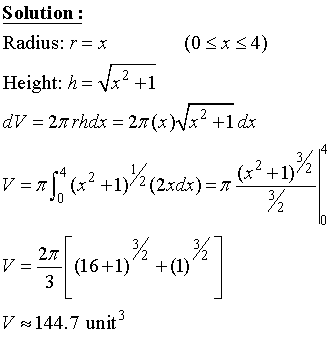 Solution :
Radius: r = x (0 ≤ x ≤ 4)
Height: h = √(x² + 1)
dV = 2πrhdx = 2π(x)√(x² + 1) dx
V = π∫₀⁴ (x² + 1)^(1/2) (2xdx) = π (x² + 1)^(3/2) / (3/2) |₀⁴
V = 2π/3 [(16 + 1)^(3/2) + (1)^(3/2)]
V ≈ 144.7 unit³